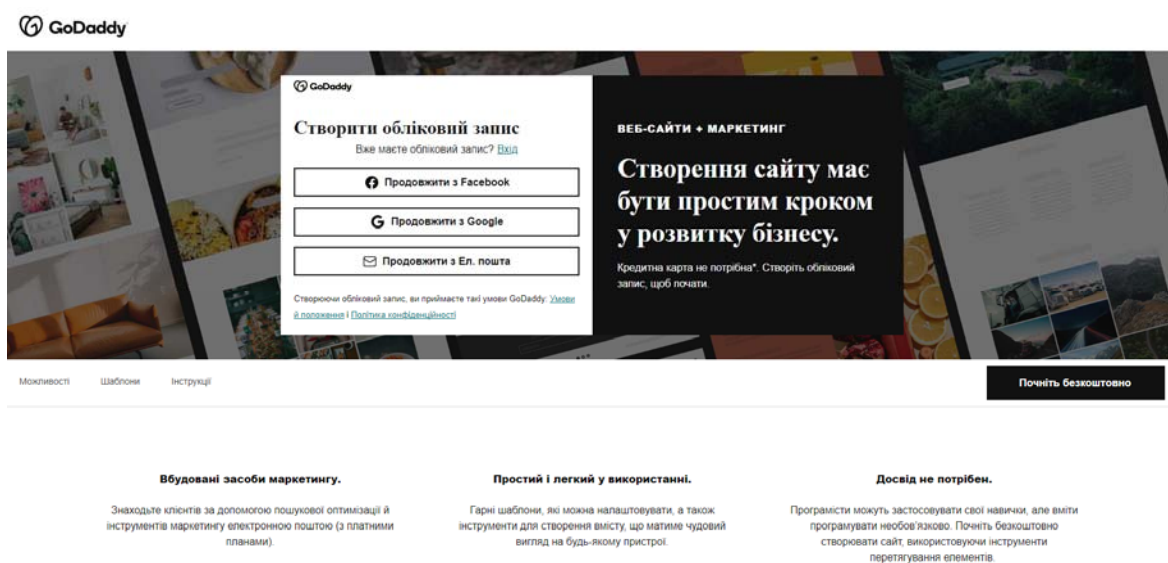 GoDaddy
GoDaddy
Створити обліковий запис
Вже маєте обліковий запис? Вхід
Продовжити з Facebook
Продовжити з Google
Продовжити з Ел. пошта
Створюючи обліковий запис, ви приймаєте такі умови GoDaddy: Умови
й положення і Політика конфіденційності
ВЕБ-САЙТИ + МАРКЕТИНГ
Створення сайту має
бути простим кроком
у розвитку бізнесу.
Кредитна карта не потрібна*. Створіть обліковий
запис, щоб почати.
Можливості
Шаблони
Інструкції
Почніть безкоштовно
Вбудовані засоби маркетингу.
Знаходьте клієнтів за допомогою пошукової оптимізації й
інструментів маркетингу електронною поштою (з платними
планами).
Простий і легкий у використанні.
Гарні шаблони, які можна налаштовувати, а також
інструменти для створення вмісту, що матиме чудовий
вигляд на будь-якому пристрої.
Досвід не потрібен.
Програмісти можуть застосовувати свої навички, але вміти
програмувати необов'язково. Почніть безкоштовно
створювати сайт, використовуючи інструменти
перетягування елементів.